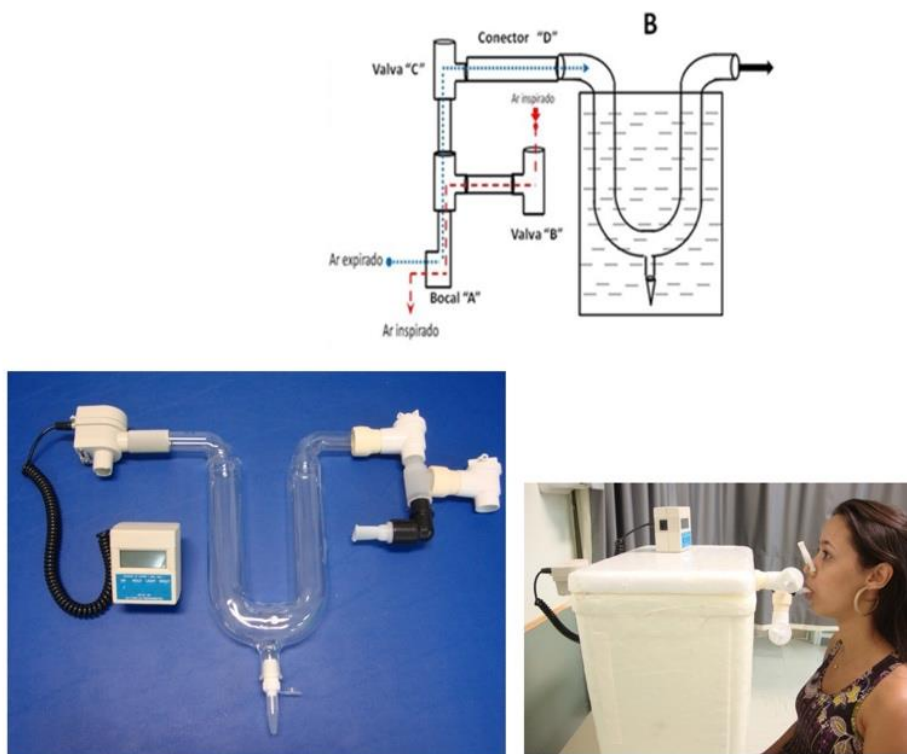 B
Conector "D"
Valva "C"
Ar inspirado
Valva "B"
Ar expirado
Bocal "A"
Ar inspirado